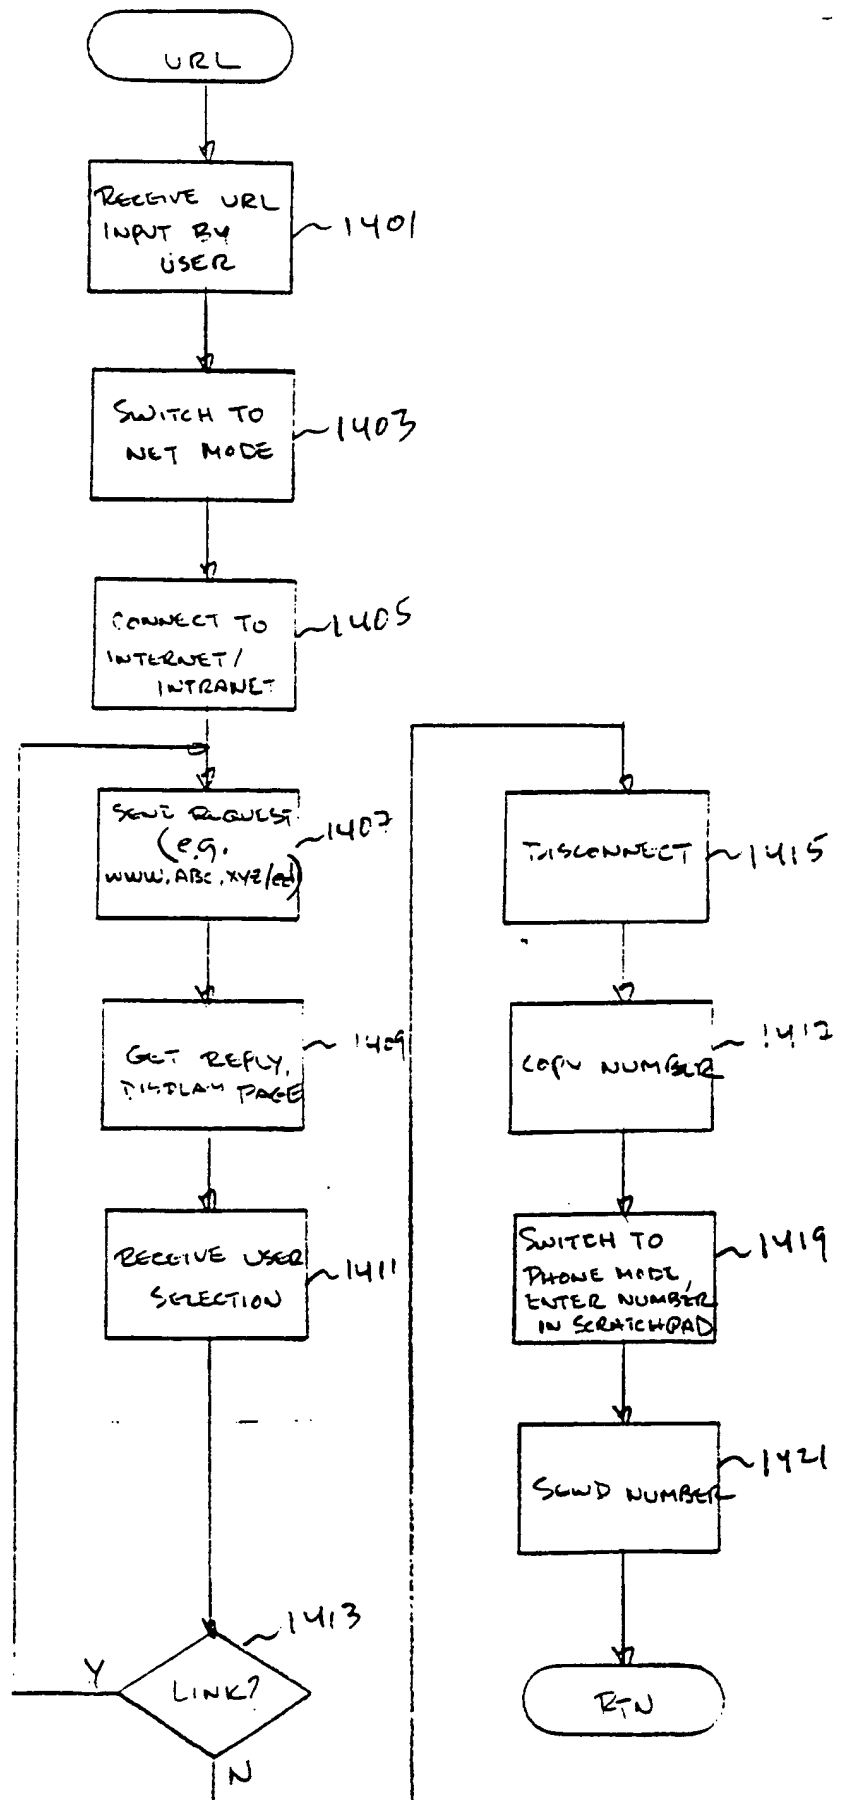 URL
RECEIVE URL
INPUT BY
USER
1401
SWITCH TO
NET MODE
1403
CONNECT TO
INTERNET/
INTRANET
1405
SEND REQUEST
(e.g.
WWW.ABC.XYZ/
1407
GET REPLY,
DISPLAY PAGE
1409
RECEIVE USER
SELECTION
1411
LINK?
1413
Y
N
DISCONNECT
1415
COPY NUMBER
1417
SWITCH TO
PHONE MODE,
ENTER NUMBER
IN SCRATCHPAD
1419
SEND NUMBER
1421
RTN